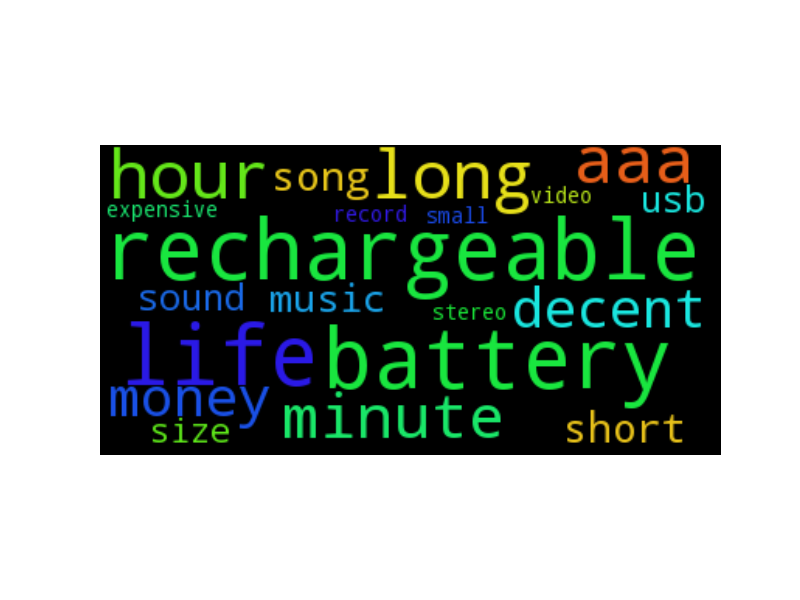 hour song long aaa
expensive record small video usb
rechargeable
sound music stereo decent
life battery
money minute short
size